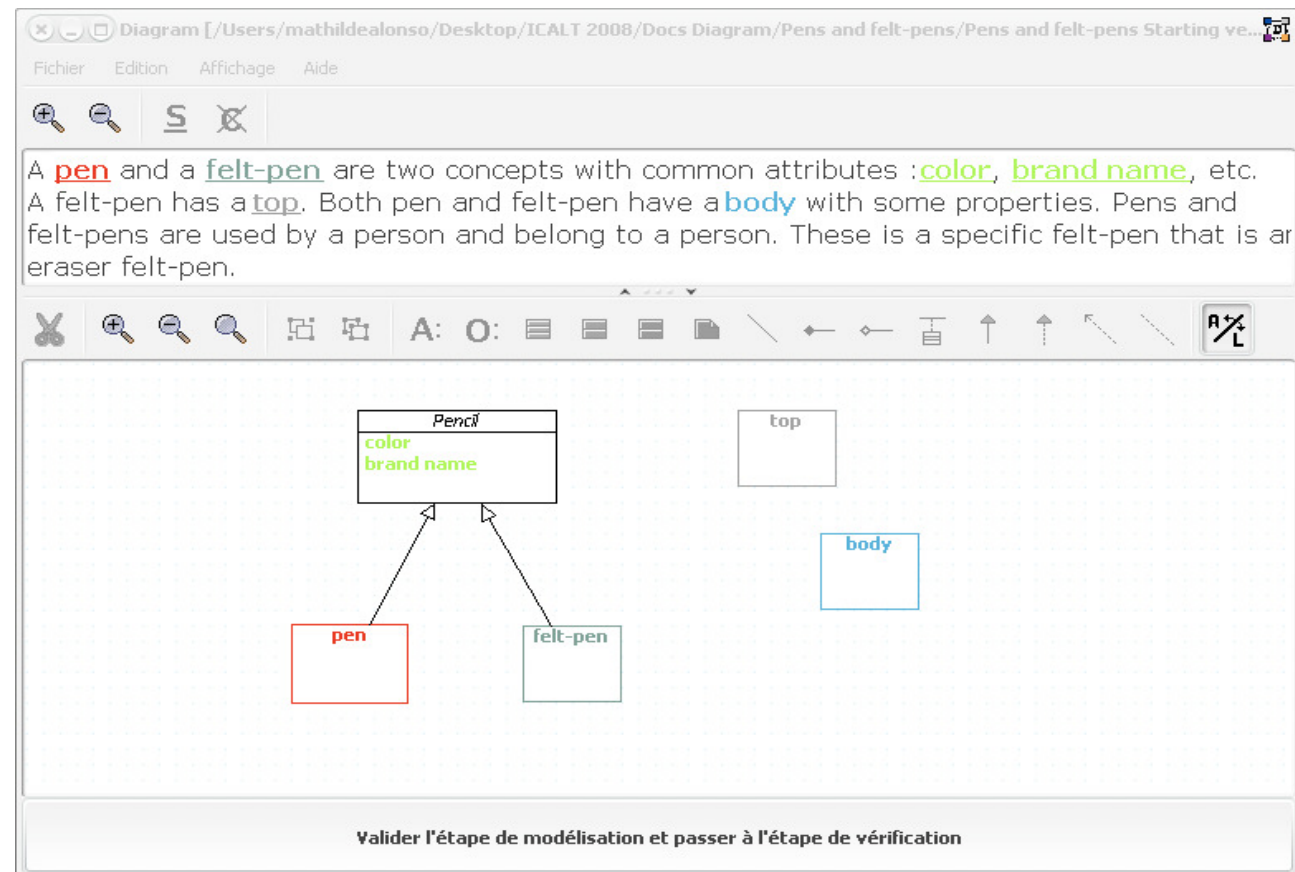 Diagram [/Users/mathildealonso/Desktop/ICALT 2008/Docs Diagram/Pens and felt-pens/Pens and felt-pens Starting ve...
Fichier Edition Affichage Aide
S C
A pen and a felt-pen are two concepts with common attributes :color, brand name, etc.
A felt-pen has a top. Both pen and felt-pen have a body with some properties. Pens and
felt-pens are used by a person and belong to a person. These is a specific felt-pen that is an
eraser felt-pen.
A: O: A L
Pencil
color
brand name
top
body
pen
felt-pen
Valider l'étape de modélisation et passer à l'étape de vérification